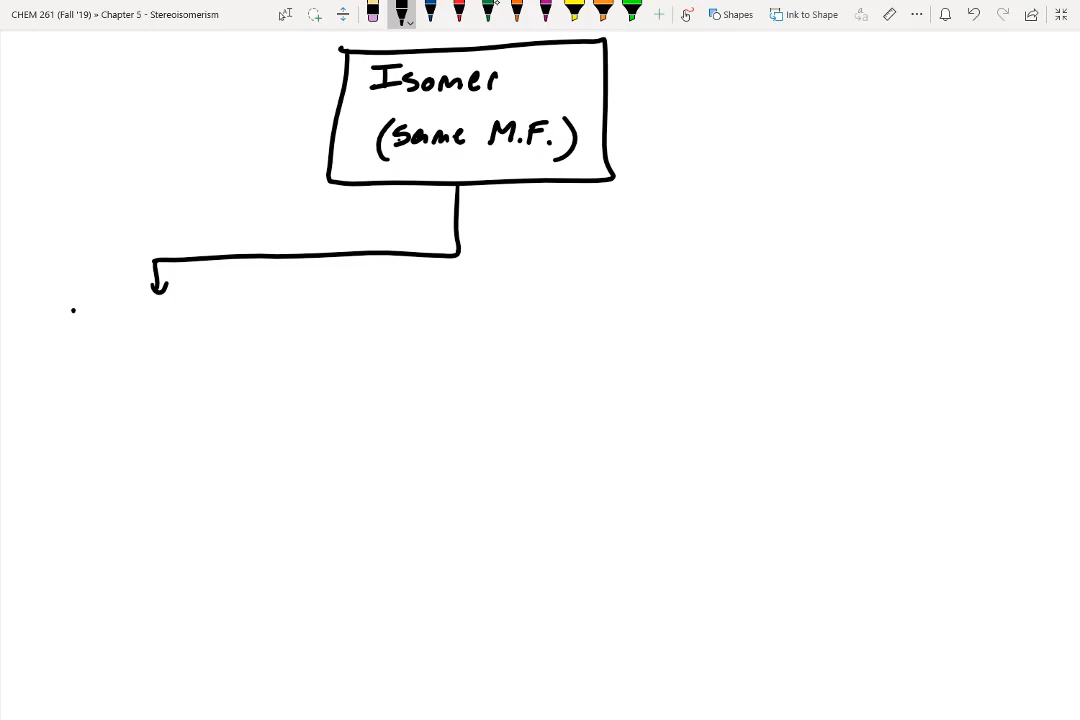 CHEM 261 (Fall '19) » Chapter 5 - Stereoisomerism
Shapes
Ink to Shape
Isomer
(same M.F.)